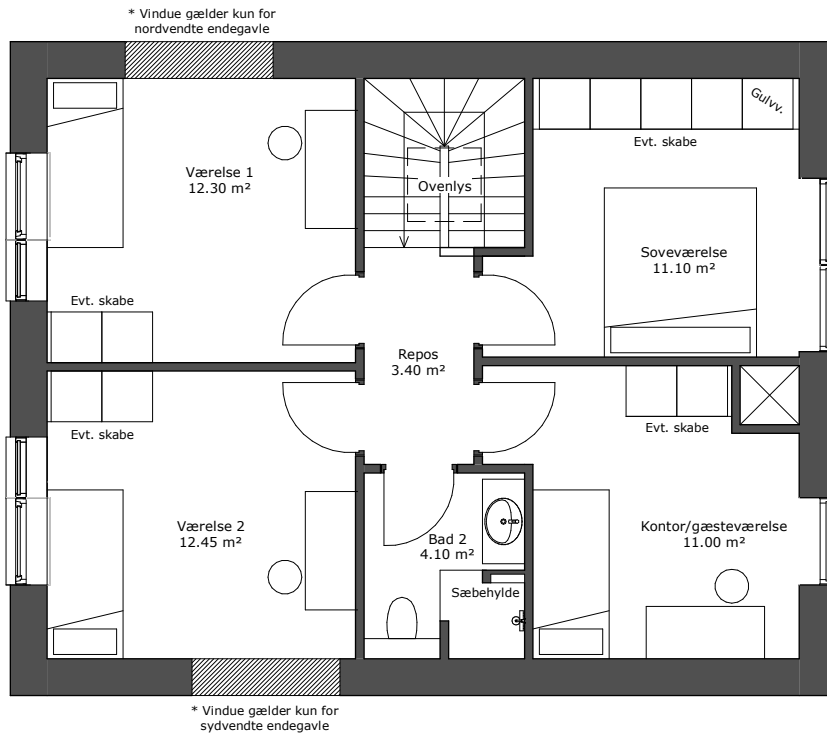 * Vindue gælder kun for
nordvendte endegavle
Gulvv.
Evt. skabe
Værelse 1
12.30 m²
Ovenlys
Soveværelse
11.10 m²
Evt. skabe
Repos
3.40 m²
Evt. skabe
Evt. skabe
Værelse 2
12.45 m²
Bad 2
4.10 m²
Kontor/gæsteværelse
11.00 m²
Sæbehylde
* Vindue gælder kun for
sydvendte endegavle